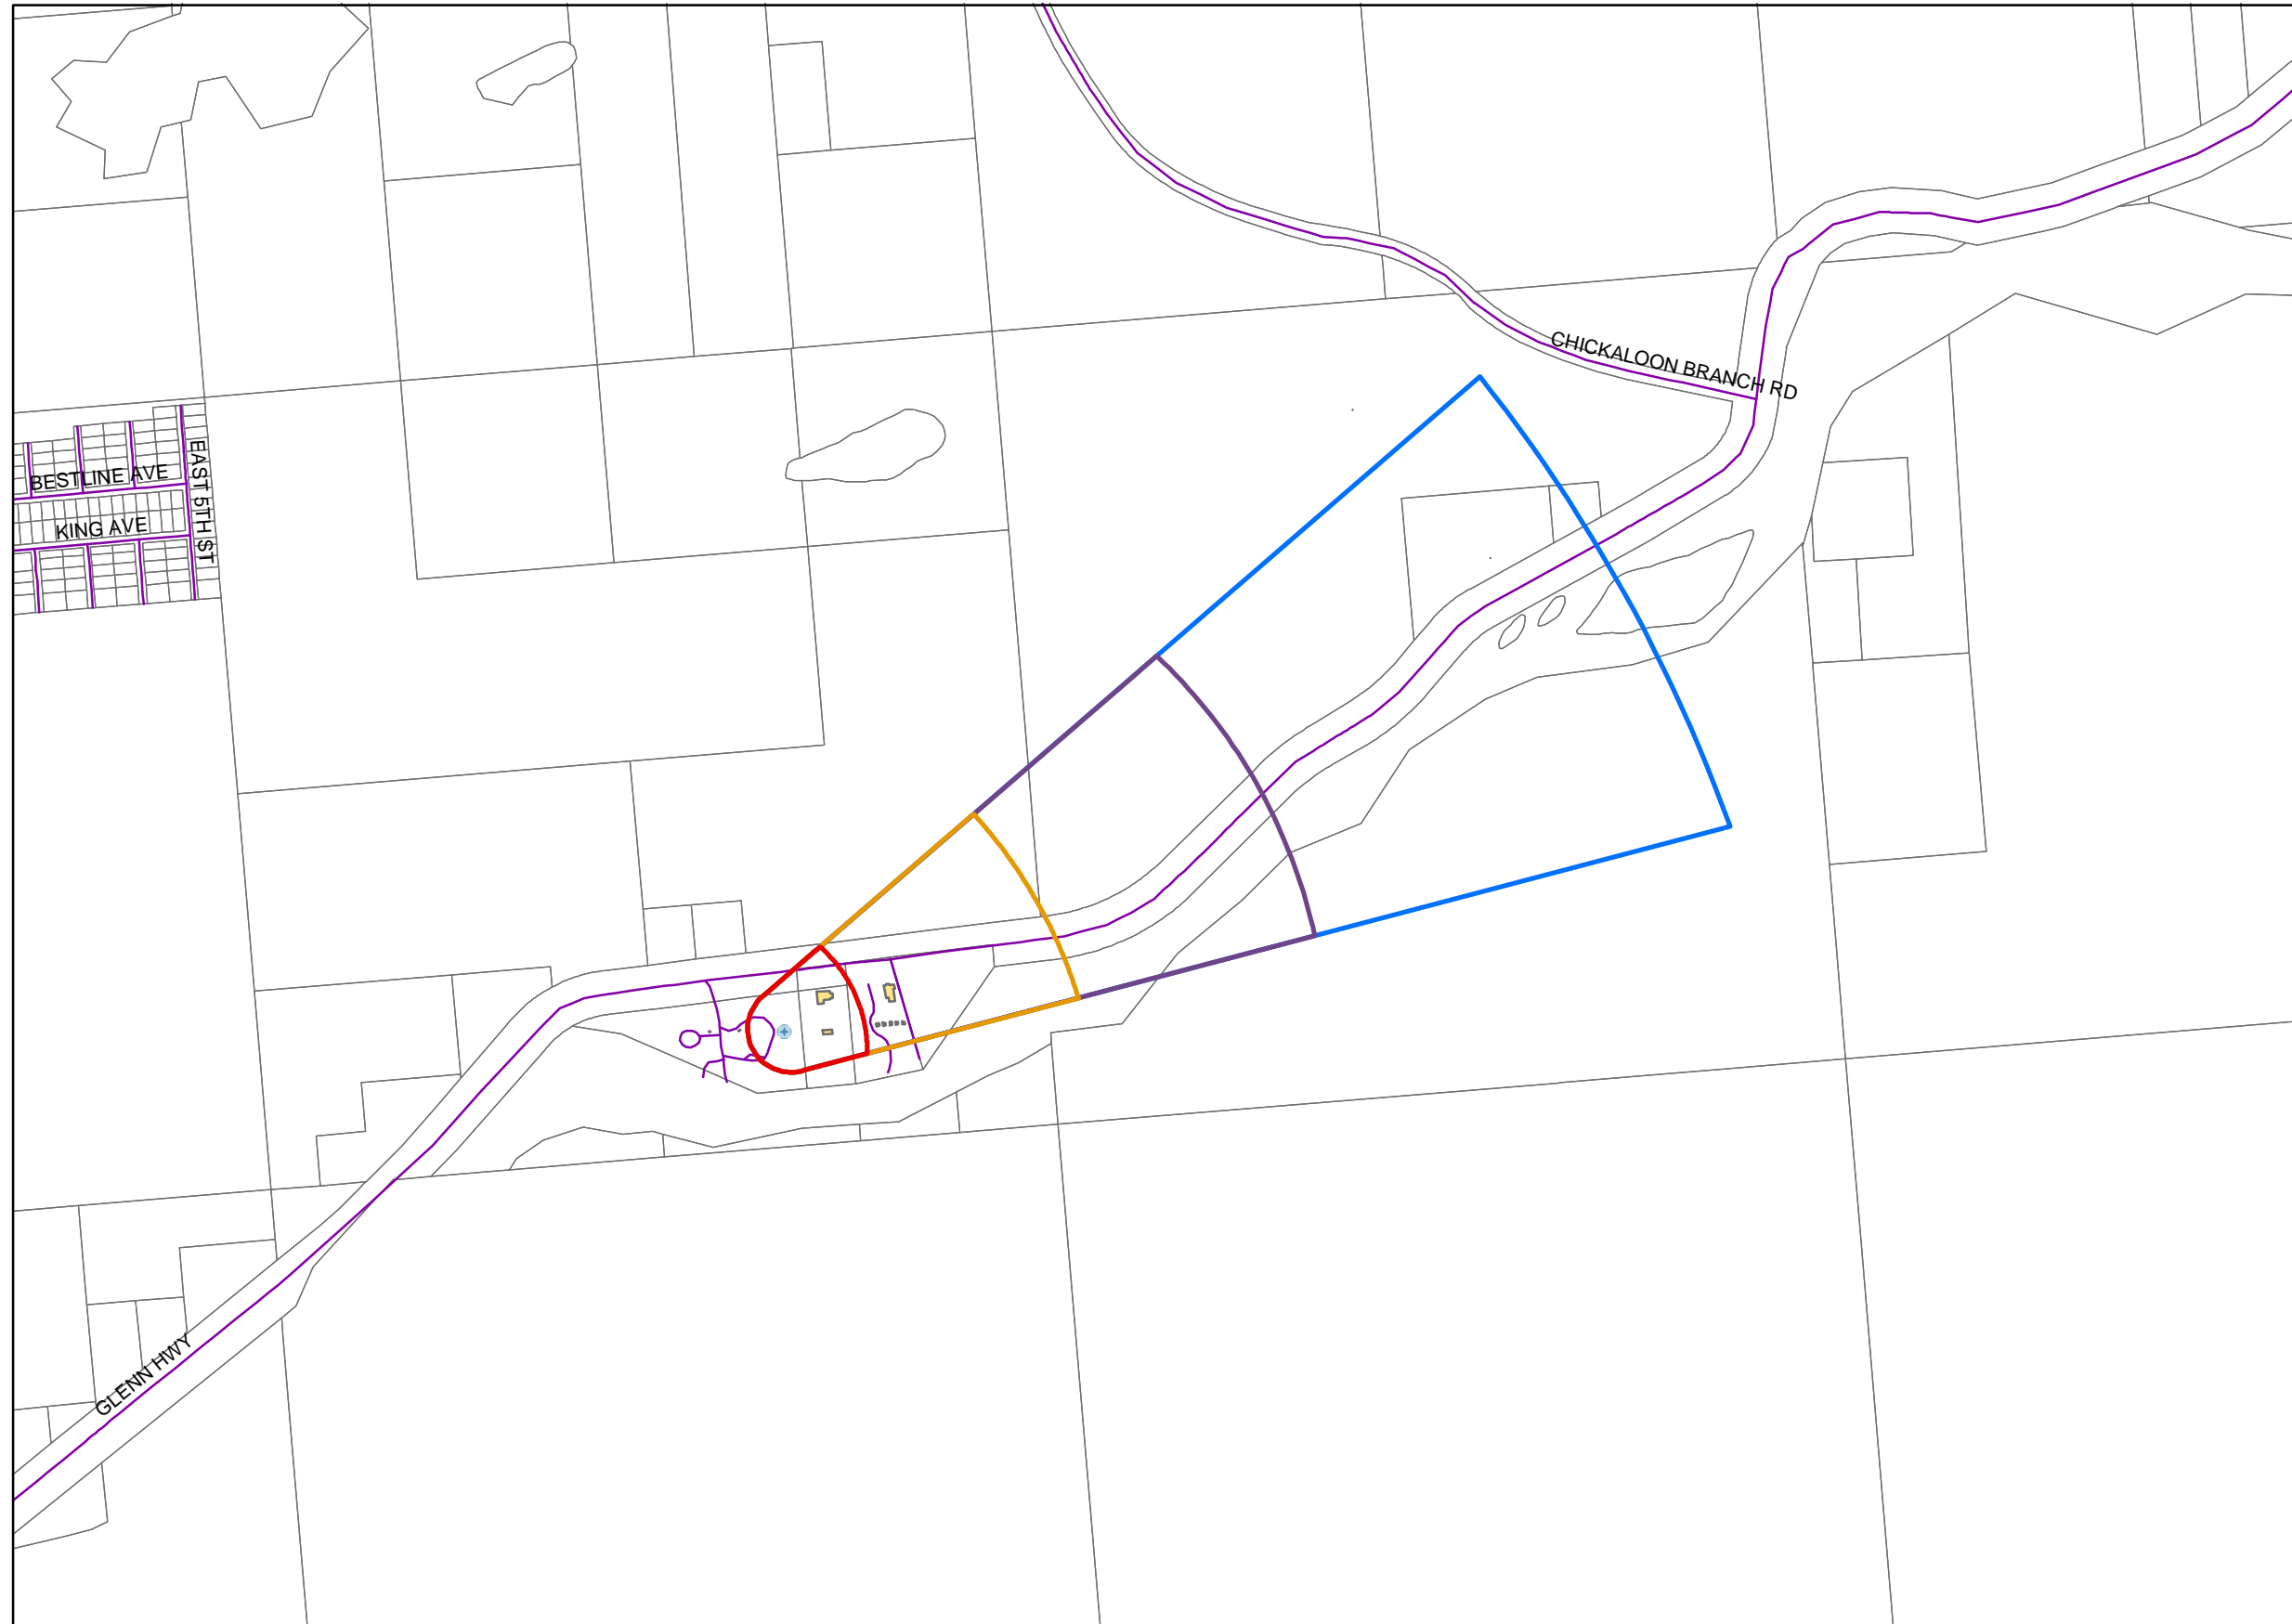 CHICKALOON BRANCH RD
BESTLINE AVE
EAST 5TH ST
KING AVE
GLENN HWY